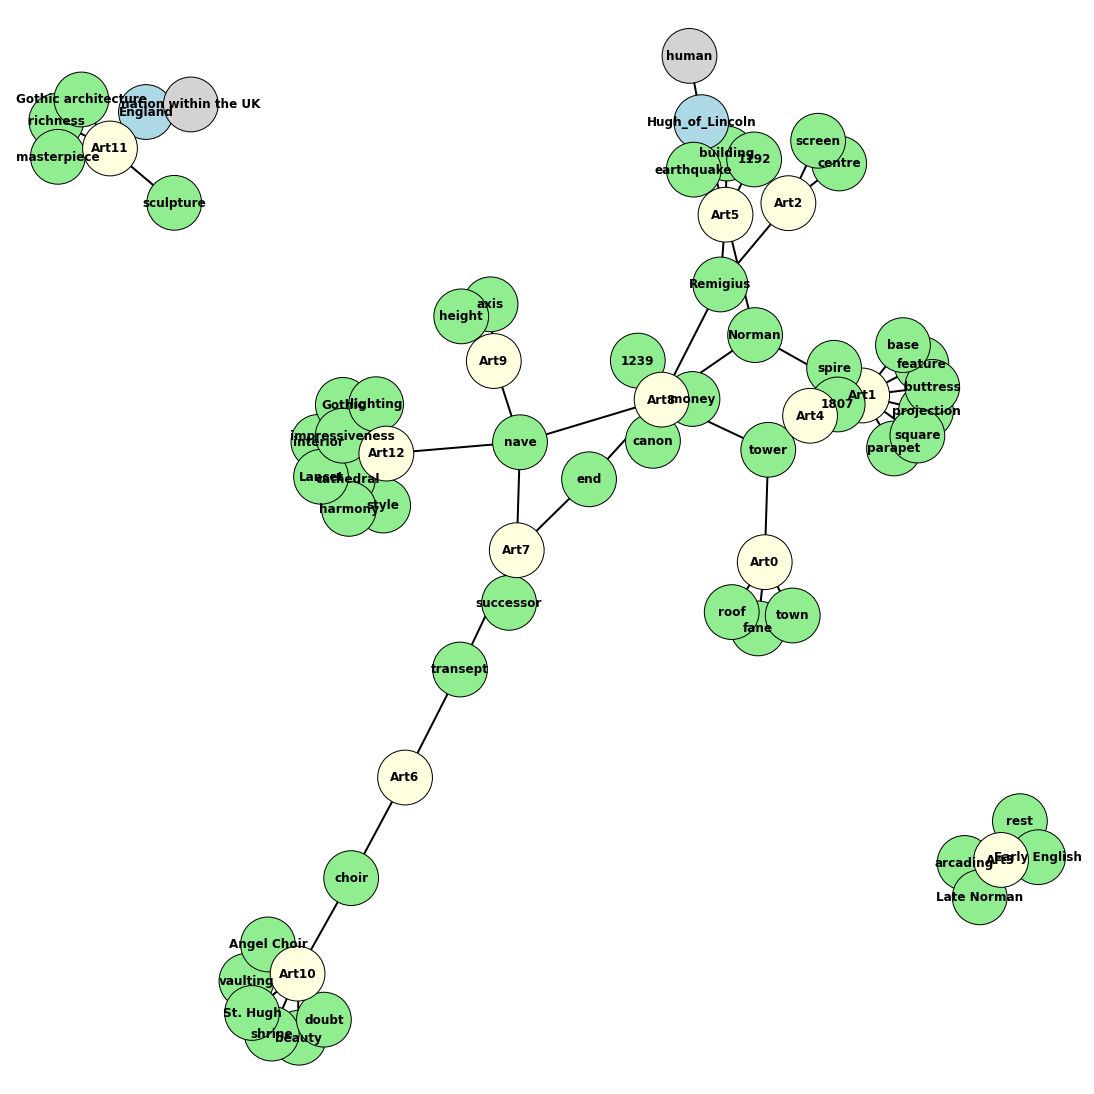 human
Gothic architecture
nation within the UK
England
richness
Hugh_of_Lincoln
screen
Art11
masterpiece
building
1192
centre
earthquake
sculpture
Art5
Art2
Remigius
axis
height
Norman
base
1239
Art9
spire
feature
buttress
Gothic
lighting
Art8
money
1807
Art1
projection
Art4
impressiveness
interior
nave
canon
square
parapet
Art12
tower
Lancet
cathedral
end
style
harmony
Art7
Art0
successor
roof
town
fane
transept
Art6
rest
arcading
Art3
Early English
choir
Late Norman
Angel Choir
Art10
vaulting
St. Hugh
doubt
shrine
beauty